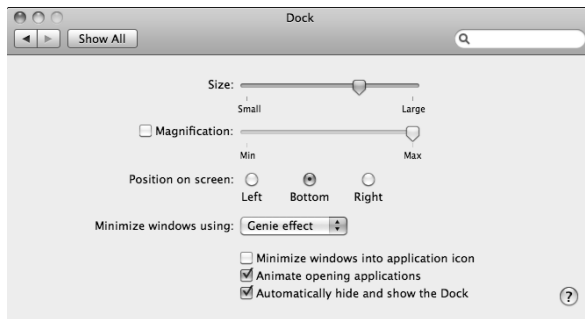 Dock
Show All
Size:
Small Large
Magnification:
Min Max
Position on screen:
Left Bottom Right
Minimize windows using: Genie effect
Minimize windows into application icon
Animate opening applications
Automatically hide and show the Dock ?